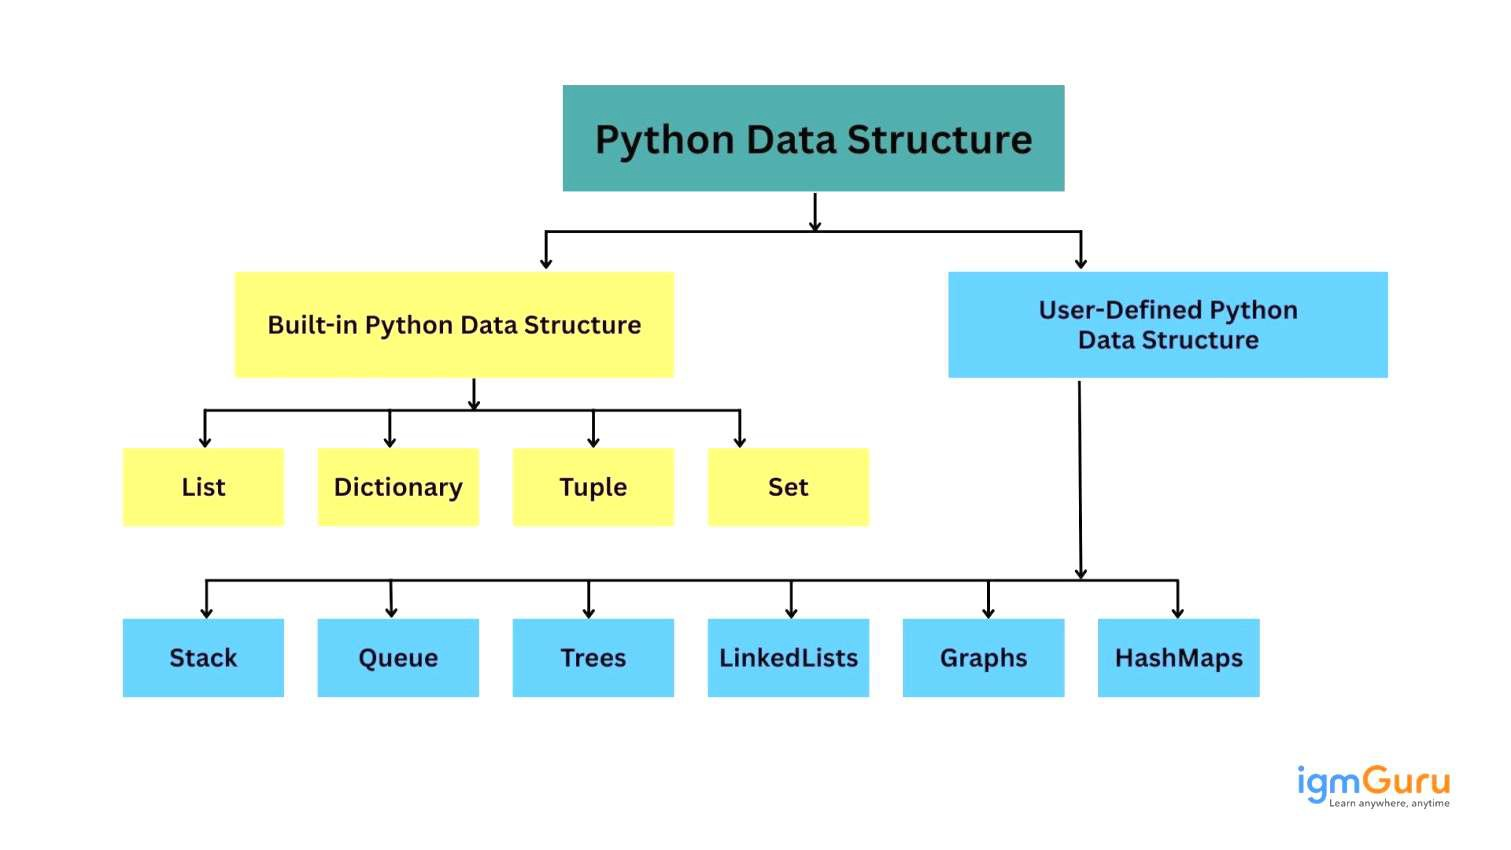 Python Data Structure
Built-in Python Data Structure
User-Defined Python
Data Structure
List
Dictionary
Tuple
Set
Stack
Queue
Trees
LinkedLists
Graphs
HashMaps
igmGuru
Learn anywhere, anytime